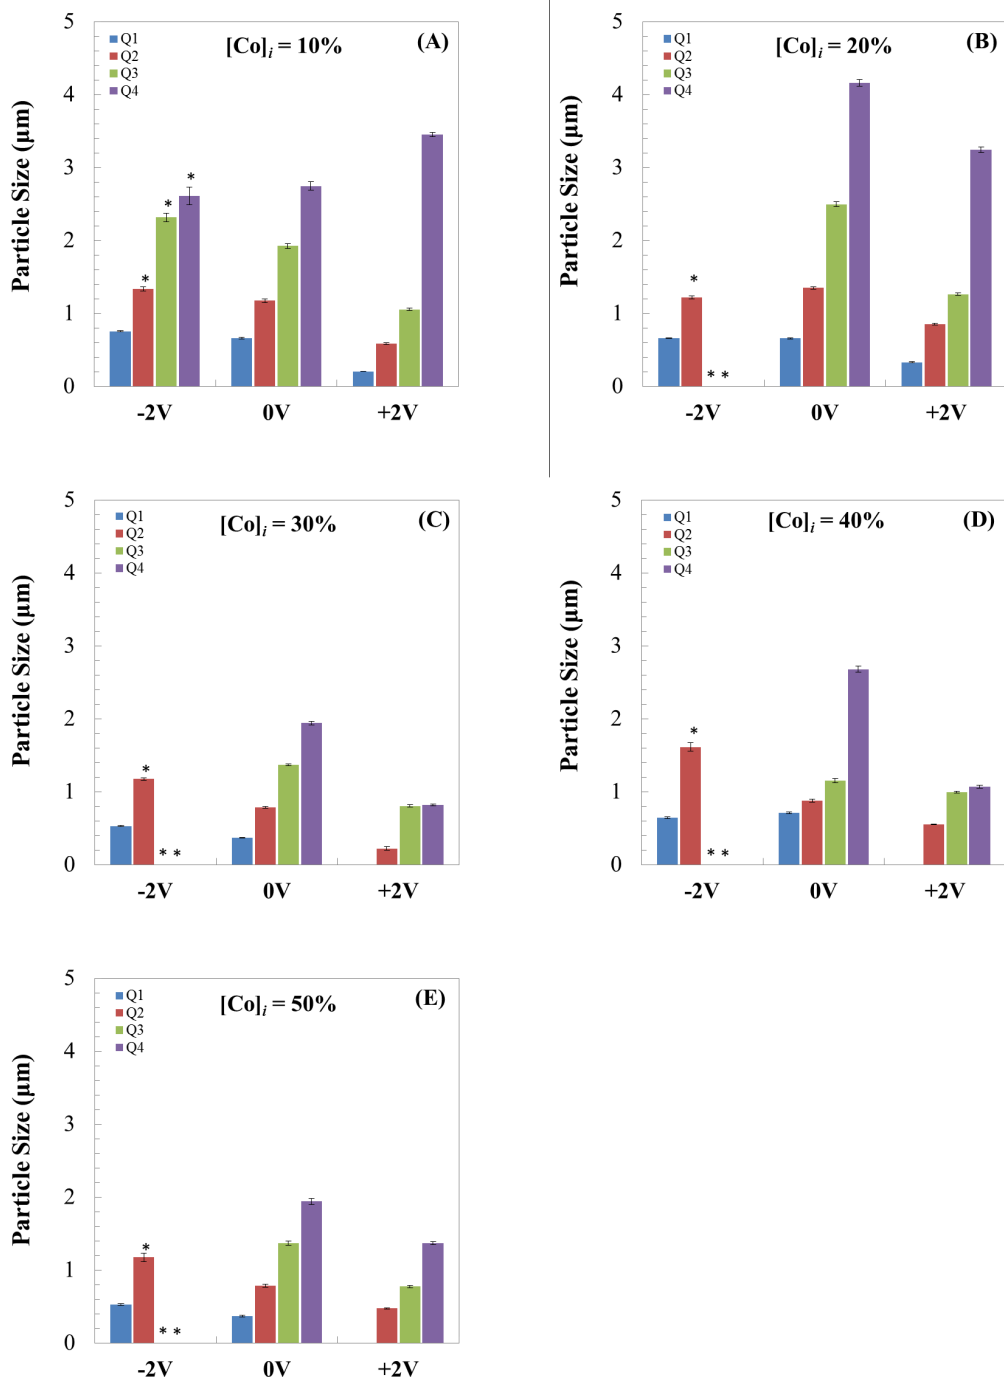 Particle Size (µm)
5
4
3
2
1
0
Q1
Q2
Q3
Q4
[Co]i = 10%
(A)
*
*
*
-2V
0V
+2V
Particle Size (µm)
5
4
3
2
1
0
Q1
Q2
Q3
Q4
[Co]i = 20%
(B)
*
* *
-2V
0V
+2V
Particle Size (µm)
5
4
3
2
1
0
Q1
Q2
Q3
Q4
[Co]i = 30%
(C)
*
* *
-2V
0V
+2V
Particle Size (µm)
5
4
3
2
1
0
Q1
Q2
Q3
Q4
[Co]i = 40%
(D)
*
* *
-2V
0V
+2V
Particle Size (µm)
5
4
3
2
1
0
Q1
Q2
Q3
Q4
[Co]i = 50%
(E)
*
* *
-2V
0V
+2V